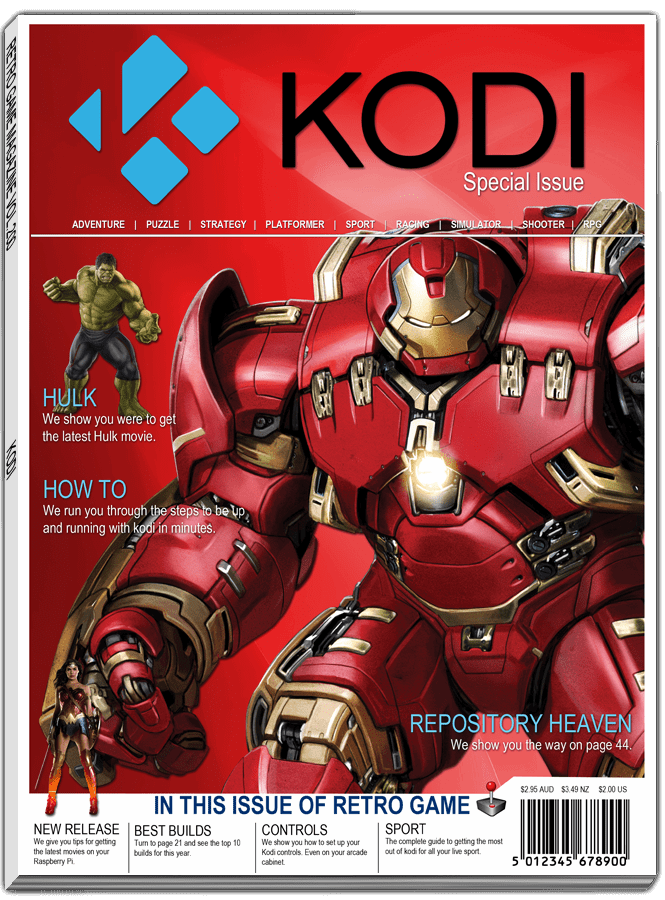 KODI
Special Issue
ADVENTURE | PUZZLE | STRATEGY | PLATFORMER | SPORT | RACING | SIMULATOR | SHOOTER | RPG
HULK
We show you were to get
the latest Hulk movie.
HOW TO
We run you through the steps to be up
and running with kodi in minutes.
REPOSITORY HEAVEN
We show you the way on page 44.
$2.95 AUD $3.49 NZ $2.00 US
IN THIS ISSUE OF RETRO GAME
NEW RELEASE
We give you tips for getting
the latest movies on your
Raspberry Pi.
BEST BUILDS
Turn to page 21 and see the top 10
builds for this year.
CONTROLS
We show you how to set up your
Kodi controls. Even on your arcade
cabinet.
SPORT
The complete guide to getting the most
out of kodi for all your live sport.
5 012345 678900
RETRO GAME MAGAZINE
KODI